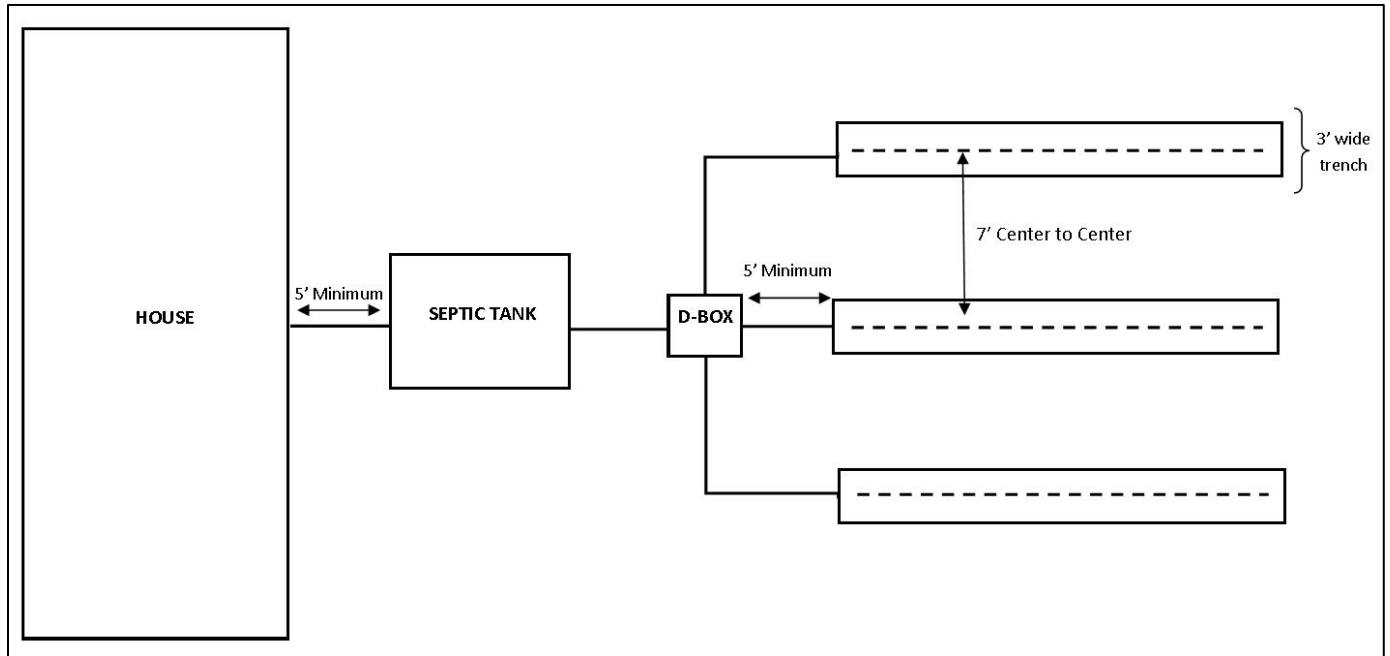 3’ wide
trench
7’ Center to Center
5’ Minimum
5’ Minimum
HOUSE
SEPTIC TANK
D-BOX